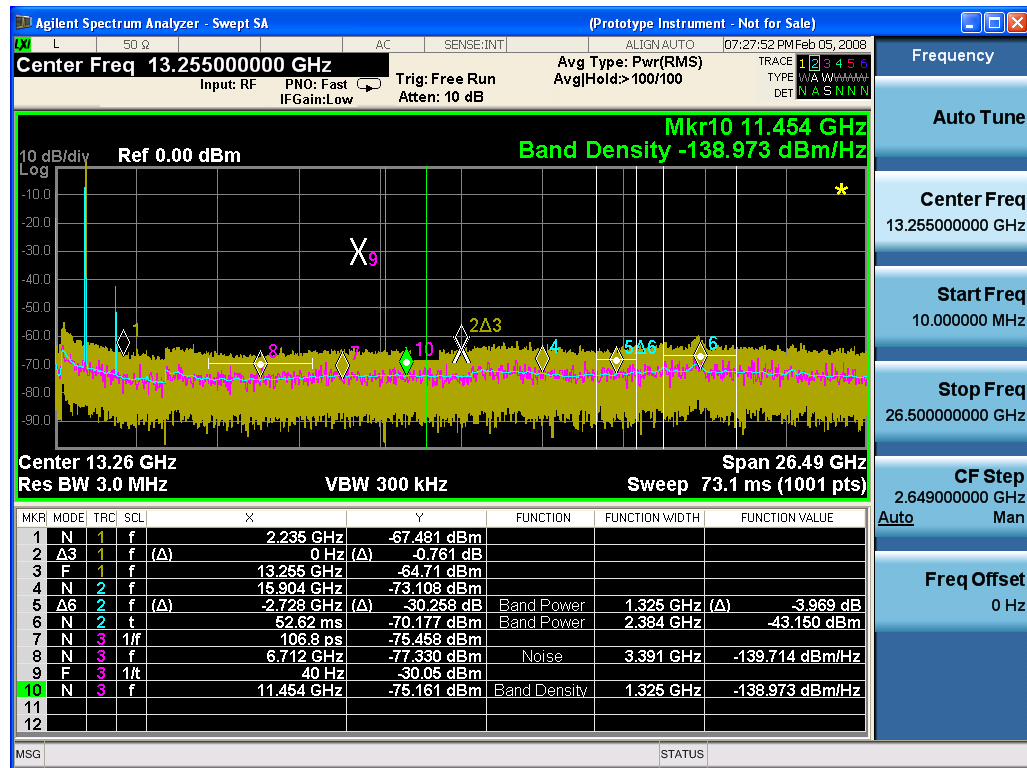 Agilent Spectrum Analyzer - Swept SA (Prototype Instrument - Not for Sale)
LXI L 50 Ω AC SENSE:INT ALIGN AUTO 07:27:52 PM Feb 05, 2008
Center Freq 13.255000000 GHz
Input: RF PNO: Fast IFGain:Low
Trig: Free Run
Atten: 10 dB
Avg Type: Pwr(RMS)
Avg|Hold:>100/100
TRACE 1 2 3 4 5 6
TYPE W A W W W W
DET N A S N N N
Mkr10 11.454 GHz
Band Density -138.973 dBm/Hz
10 dB/div Ref 0.00 dBm
Log
-10.0
-20.0
-30.0
-40.0
-50.0
-60.0
-70.0
-80.0
-90.0
*
1
8
7
10
X9
2Δ3
4
5Δ6
6
Center 13.26 GHz Span 26.49 GHz
Res BW 3.0 MHz VBW 300 kHz Sweep 73.1 ms (1001 pts)
MKR MODE TRC SCL X Y FUNCTION FUNCTION WIDTH FUNCTION VALUE
1 N 1 f 2.235 GHz -67.481 dBm
2 Δ3 1 f (Δ) 0 Hz (Δ) -0.761 dB
3 F 1 f 13.255 GHz -64.71 dBm
4 N 2 f 15.904 GHz -73.108 dBm
5 Δ6 2 f (Δ) -2.728 GHz (Δ) -30.258 dB Band Power 1.325 GHz (Δ) -3.969 dB
6 N 2 t 52.62 ms -70.177 dBm Band Power 2.384 GHz -43.150 dBm
7 N 3 1/f 106.8 ps -75.458 dBm
8 N 3 f 6.712 GHz -77.330 dBm Noise 3.391 GHz -139.714 dBm/Hz
9 F 3 1/t 40 Hz -30.05 dBm
10 N 3 f 11.454 GHz -75.161 dBm Band Density 1.325 GHz -138.973 dBm/Hz
11
12
MSG STATUS
Frequency
Auto Tune
Center Freq
13.255000000 GHz
Start Freq
10.000000 MHz
Stop Freq
26.500000000 GHz
CF Step
2.649000000 GHz
Auto Man
Freq Offset
0 Hz